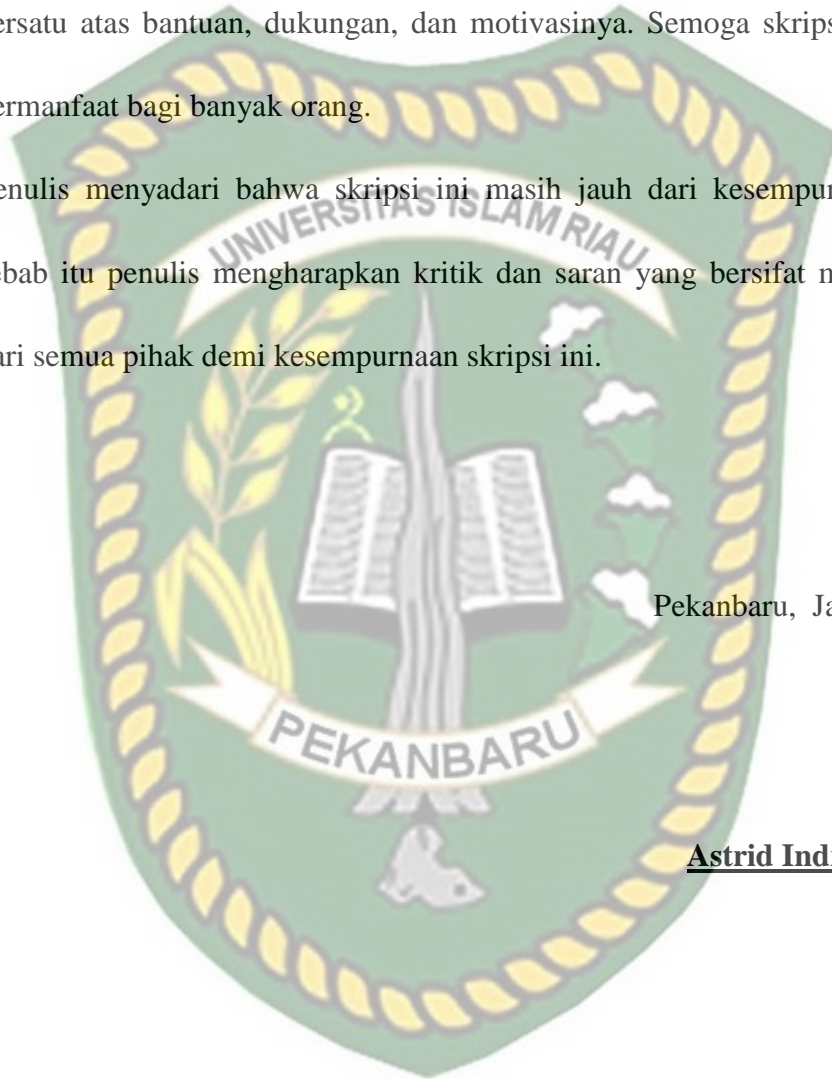 ersatu atas bantuan, dukungan, dan motivasinya. Semoga skrips
ermanfaat bagi banyak orang.
enulis menyadari bahwa skripsi ini masih jauh dari kesempur
UNIVERSITAS ISLAM RIAU
ebab itu penulis mengharapkan kritik dan saran yang bersifat m
ari semua pihak demi kesempurnaan skripsi ini.
Pekanbaru, Ja
PEKANBARU
Astrid Indi